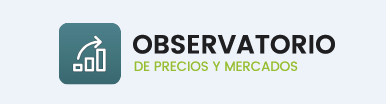 OBSERVATORIO
DE PRECIOS Y MERCADOS